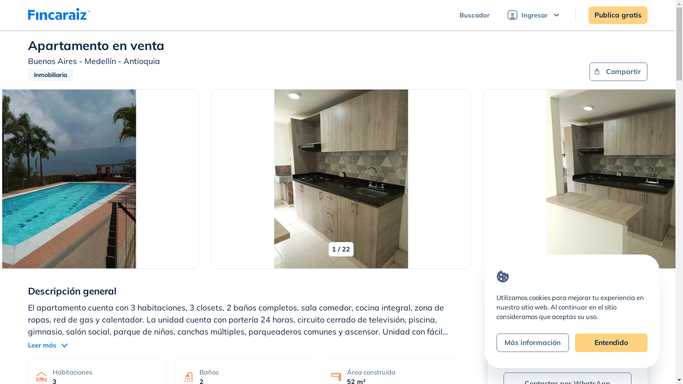 Fincaraiz
Buscador
Ingresar
Publica gratis
Apartamento en venta
Buenos Aires - Medellín - Antioquia
Inmobiliaria
Compartir
1 / 22
Descripción general
El apartamento cuenta con 3 habitaciones, 3 closets, 2 baños completos, sala comedor, cocina integral, zona de
ropas, red de gas y calentador. La unidad cuenta con portería 24 horas, circuito cerrado de televisión, piscina,
gimnasio, salón social, parque de niños, canchas múltiples, parqueaderos comunes y ascensor. Unidad con fácil...
Leer más
Habitaciones
3
Baños
2
Área construida
52 m²
Utilizamos cookies para mejorar tu experiencia en
nuestro sitio web. Al continuar en el sitio
consideramos que aceptas su uso.
Más información
Entendido
Contactar por WhatsApp